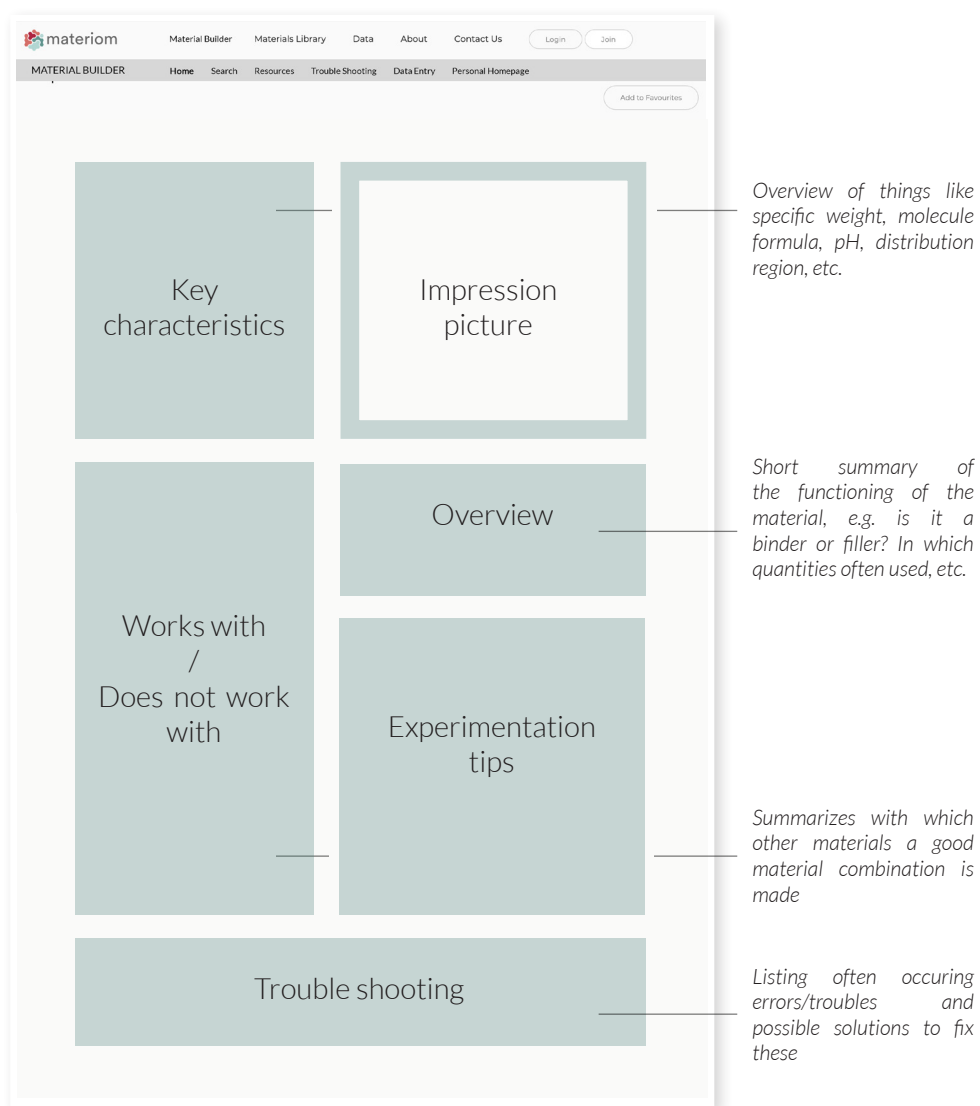 materiom
Material Builder Materials Library Data About Contact Us Login Join
MATERIAL BUILDER Home Search Resources Trouble Shooting Data Entry Personal Homepage
Add to Favourites
Key
characteristics
Impression
picture
Overview of things like
specific weight, molecule
formula, pH, distribution
region, etc.
Works with
/
Does not work
with
Overview
Short summary of
the functioning of the
material, e.g. is it a
binder or filler? In which
quantities often used, etc.
Experimentation
tips
Summarizes with which
other materials a good
material combination is
made
Trouble shooting
Listing often occuring
errors/troubles and
possible solutions to fix
these